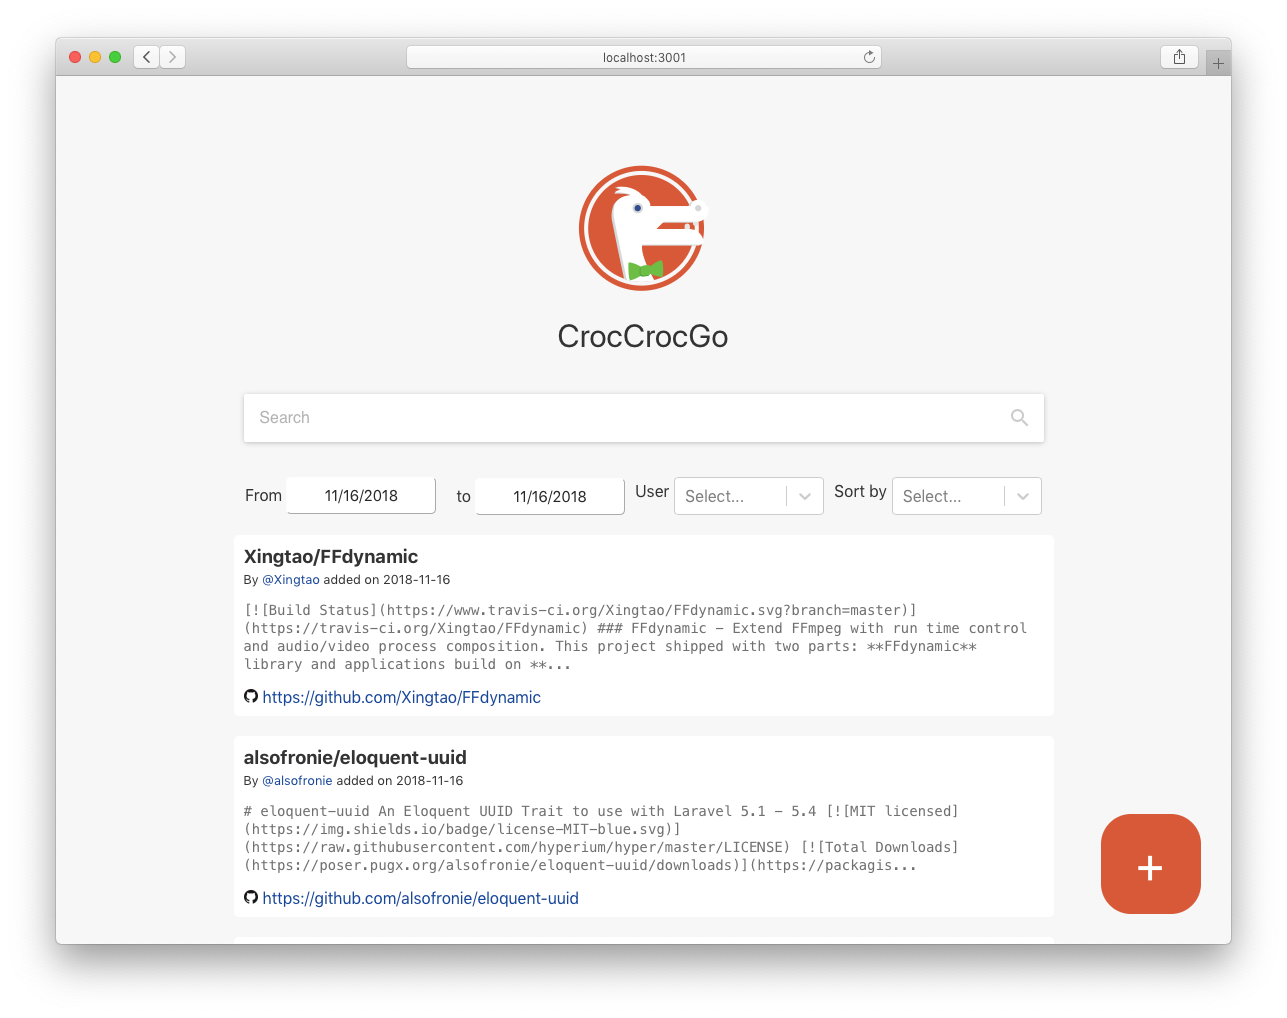 localhost:3001
CrocCrocGo
Search
From 11/16/2018 to 11/16/2018 User Select... Sort by Select...
Xingtao/FFdynamic
By @Xingtao added on 2018-11-16
[![Build Status](https://www.travis-ci.org/Xingtao/FFdynamic.svg?branch=master)]
(https://travis-ci.org/Xingtao/FFdynamic) ### FFdynamic - Extend FFmpeg with run time control
and audio/video process composition. This project shipped with two parts: **FFdynamic**
library and applications build on **...
https://github.com/Xingtao/FFdynamic
alsofronie/eloquent-uuid
By @alsofronie added on 2018-11-16
# eloquent-uuid An Eloquent UUID Trait to use with Laravel 5.1 - 5.4 [![MIT licensed]
(https://img.shields.io/badge/license-MIT-blue.svg)]
(https://raw.githubusercontent.com/hyperium/hyper/master/LICENSE) [![Total Downloads]
(https://poser.pugx.org/alsofronie/eloquent-uuid/downloads)](https://packagis...
https://github.com/alsofronie/eloquent-uuid
+